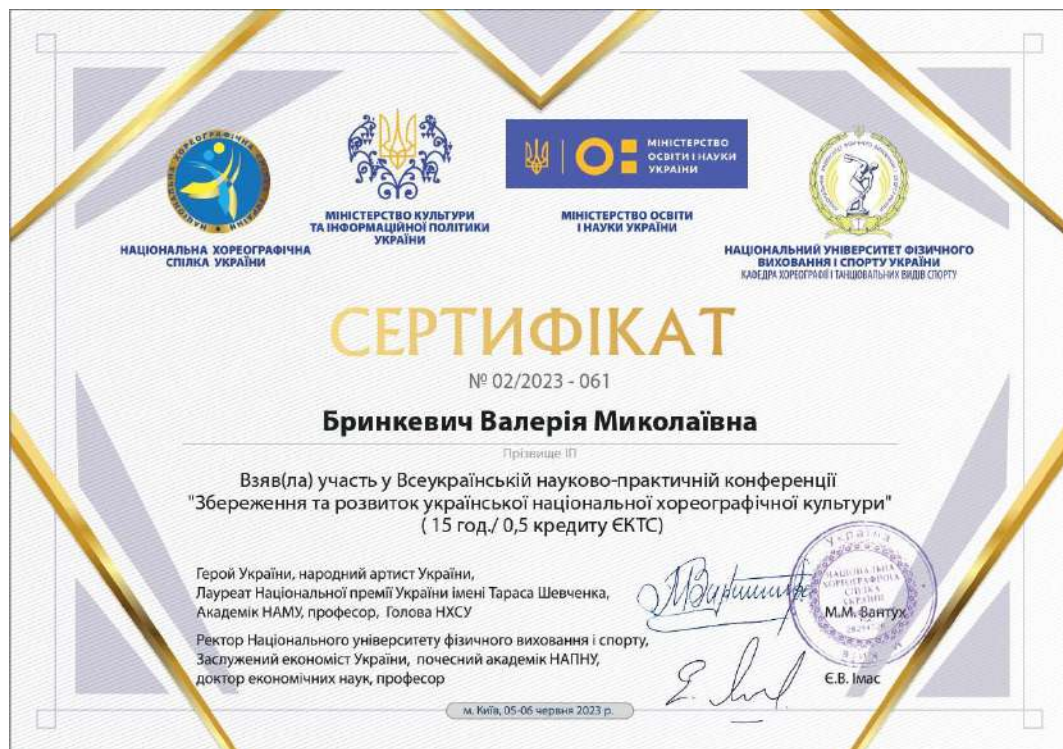 НАЦІОНАЛЬНА ХОРЕОГРАФІЧНА
СПІЛКА УКРАЇНИ
МІНІСТЕРСТВО КУЛЬТУРИ
ТА ІНФОРМАЦІЙНОЇ ПОЛІТИКИ
УКРАЇНИ
МІНІСТЕРСТВО
ОСВІТИ І НАУКИ
УКРАЇНИ
МІНІСТЕРСТВО ОСВІТИ
І НАУКИ УКРАЇНИ
НАЦІОНАЛЬНИЙ УНІВЕРСИТЕТ ФІЗИЧНОГО
ВИХОВАННЯ І СПОРТУ УКРАЇНИ
КАФЕДРА ХОРЕОГРАФІЇ І ТАНЦЮВАЛЬНИХ ВИДІВ СПОРТУ
СЕРТИФІКАТ
№ 02/2023 - 061
Бринкевич Валерія Миколаївна
Прізвище ІП
Взяв(ла) участь у Всеукраїнській науково-практичній конференції
"Збереження та розвиток української національної хореографічної культури"
( 15 год./ 0,5 кредиту ЄКТС)
Герой України, народний артист України,
Лауреат Національної премії України імені Тараса Шевченка,
Академік НАМУ, професор, Голова НХСУ
М.М. Вантух
Україна
НАЦІОНАЛЬНА
ХОРЕОГРАФІЧНА
СПІЛКА
УКРАЇНИ
Ректор Національного університету фізичного виховання і спорту,
Заслужений економіст України, почесний академік НАПНУ,
доктор економічних наук, професор
Є.В. Імас
м. Київ, 05-06 червня 2023 р.